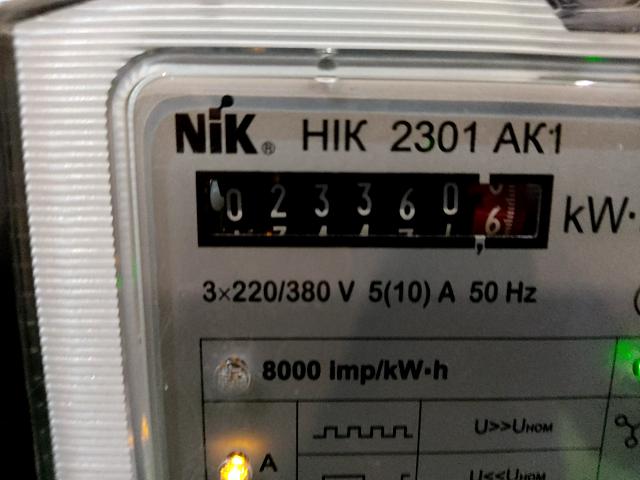 NiK® НІК 2301 АК1
0233606 kW·
3×220/380 V 5(10) A 50 Hz
8000 imp/kW·h
U>>Uном
A
U<<Uном